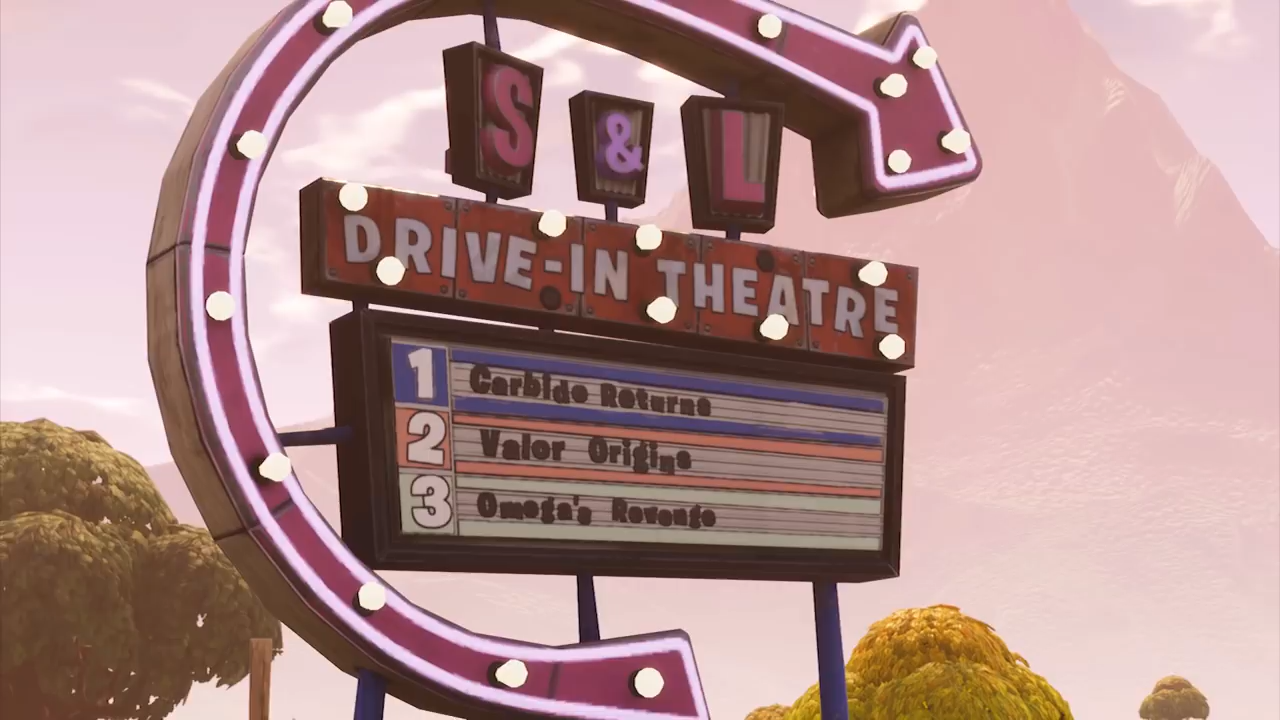 S & L
DRIVE-IN THEATRE
1 Carbide Returns
2 Valor Origins
3 Omega's Revenge